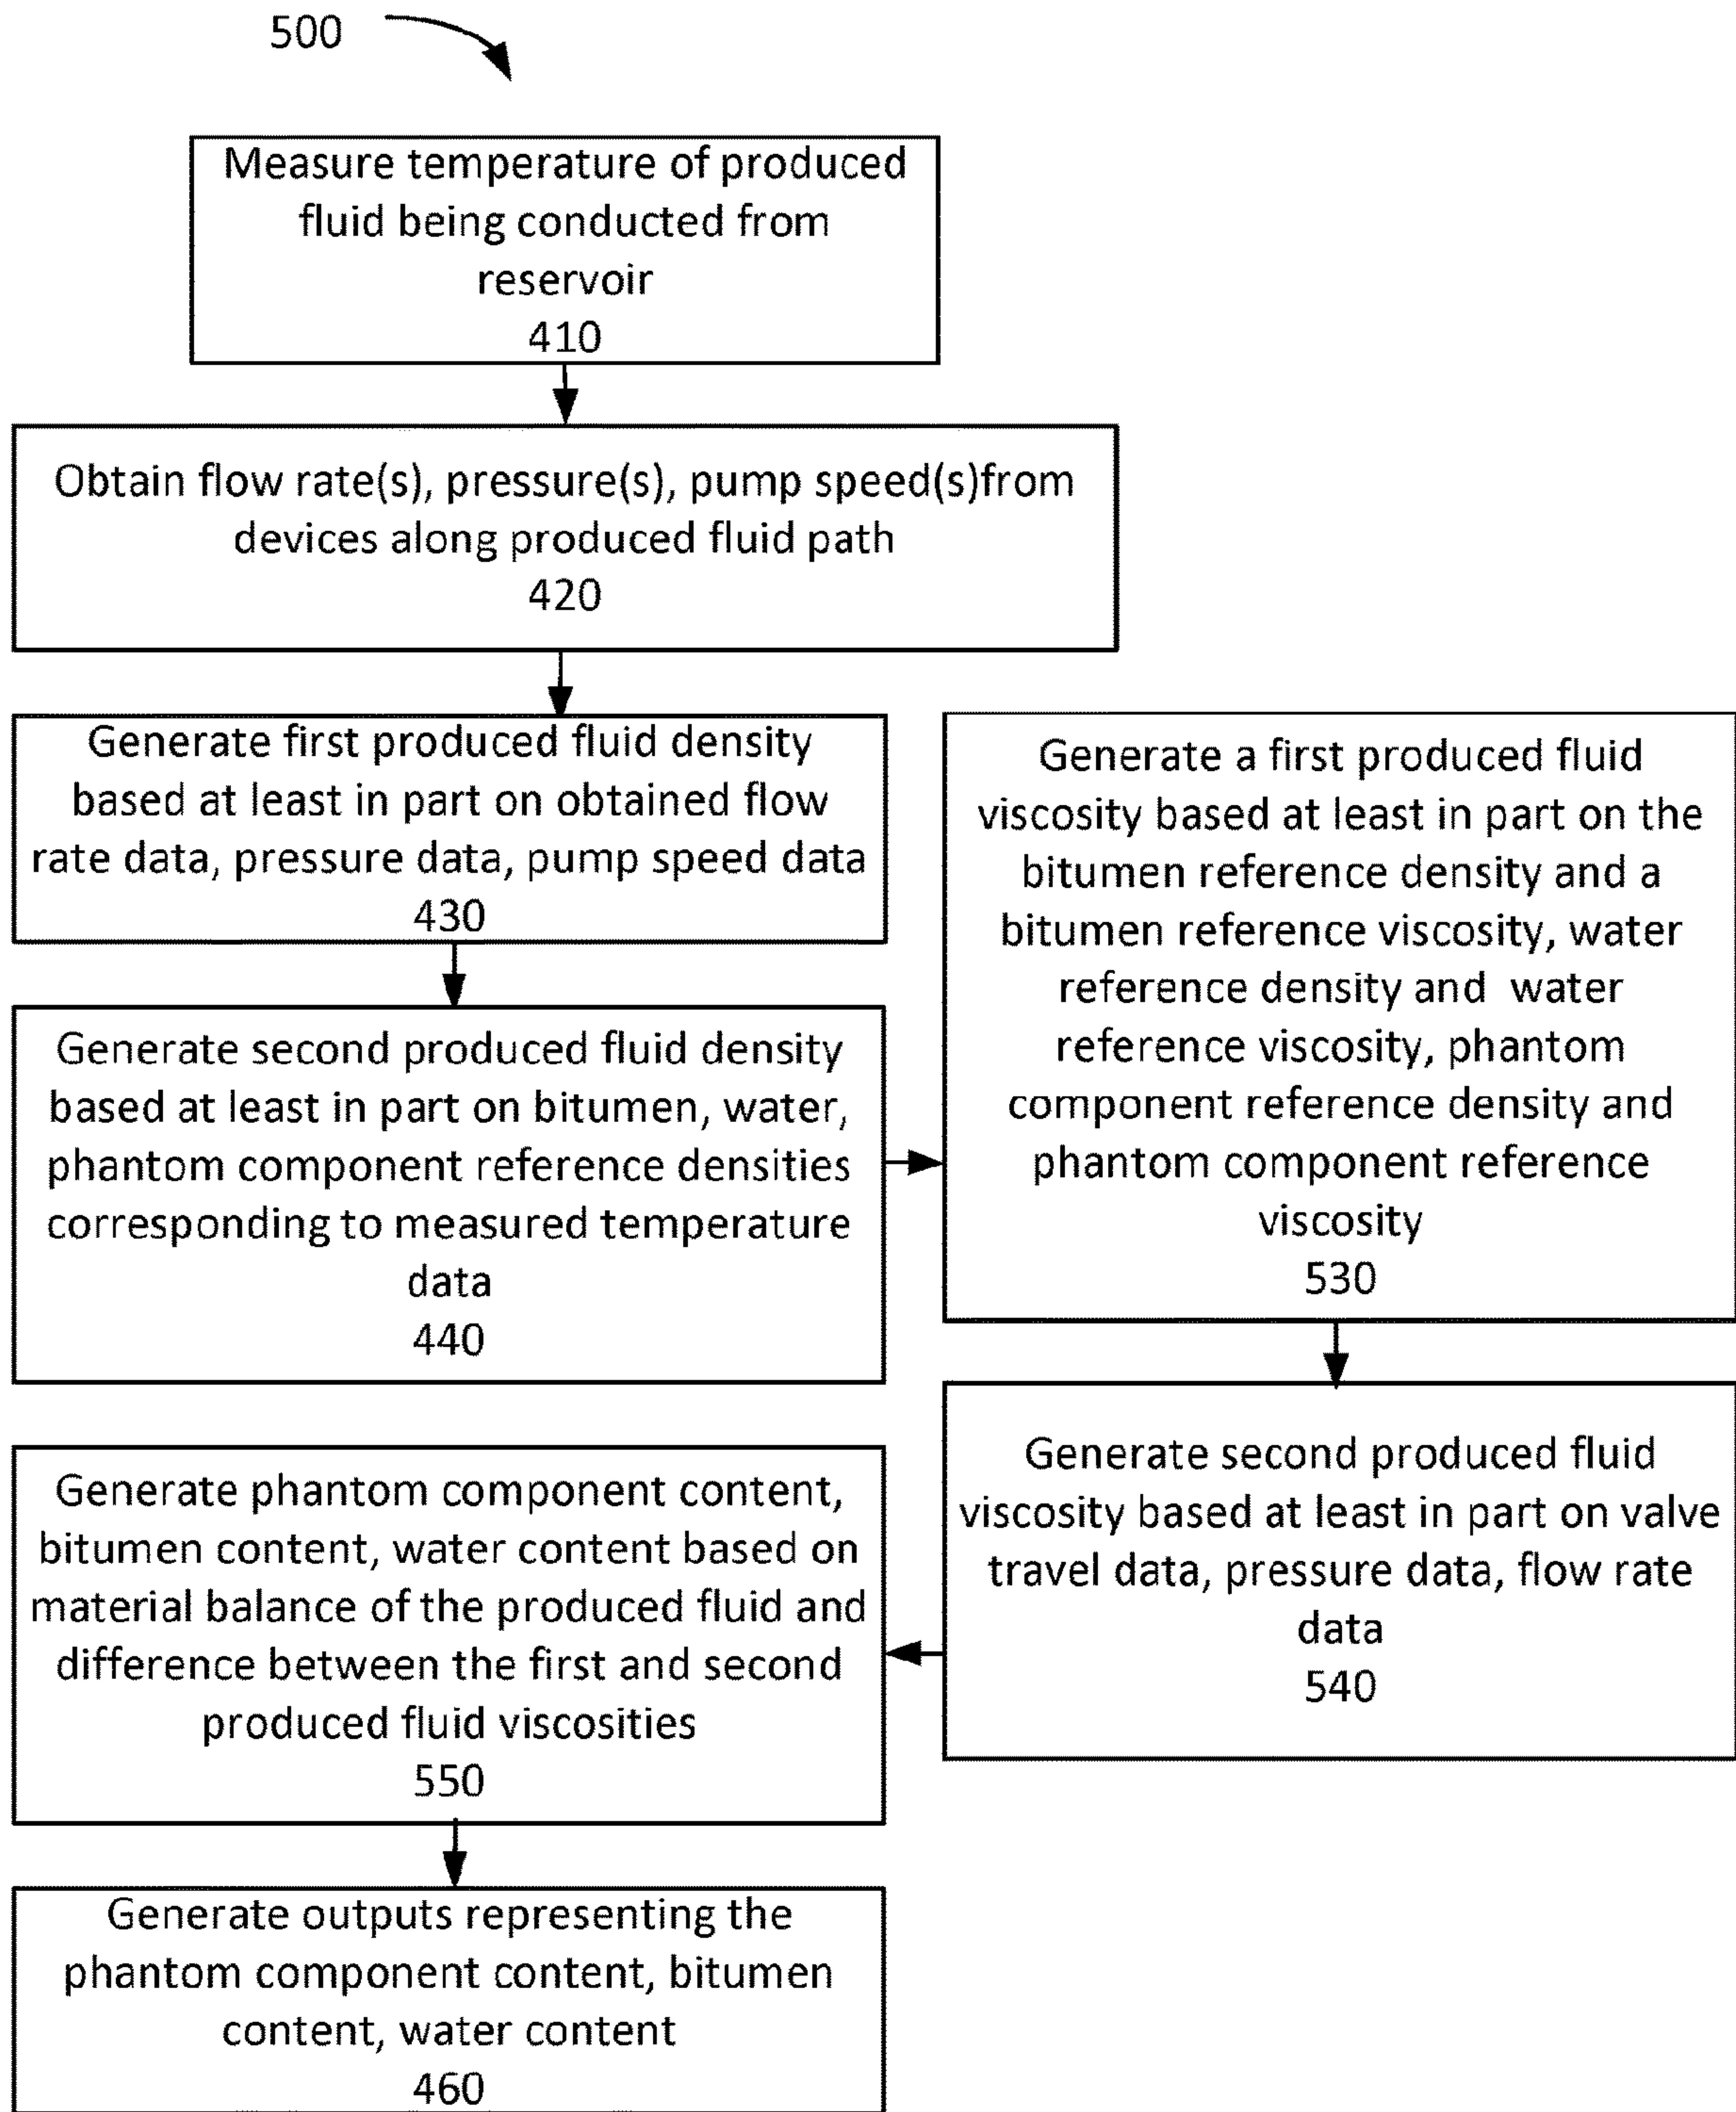 500
Measure temperature of produced
fluid being conducted from
reservoir
410
Obtain flow rate(s), pressure(s), pump speed(s)from
devices along produced fluid path
420
Generate first produced fluid density
based at least in part on obtained flow
rate data, pressure data, pump speed data
430
Generate second produced fluid density
based at least in part on bitumen, water,
phantom component reference densities
corresponding to measured temperature
data
440
Generate a first produced fluid
viscosity based at least in part on the
bitumen reference density and a
bitumen reference viscosity, water
reference density and water
reference viscosity, phantom
component reference density and
phantom component reference
viscosity
530
Generate second produced fluid
viscosity based at least in part on valve
travel data, pressure data, flow rate
data
540
Generate phantom component content,
bitumen content, water content based on
material balance of the produced fluid and
difference between the first and second
produced fluid viscosities
550
Generate outputs representing the
phantom component content, bitumen
content, water content
460